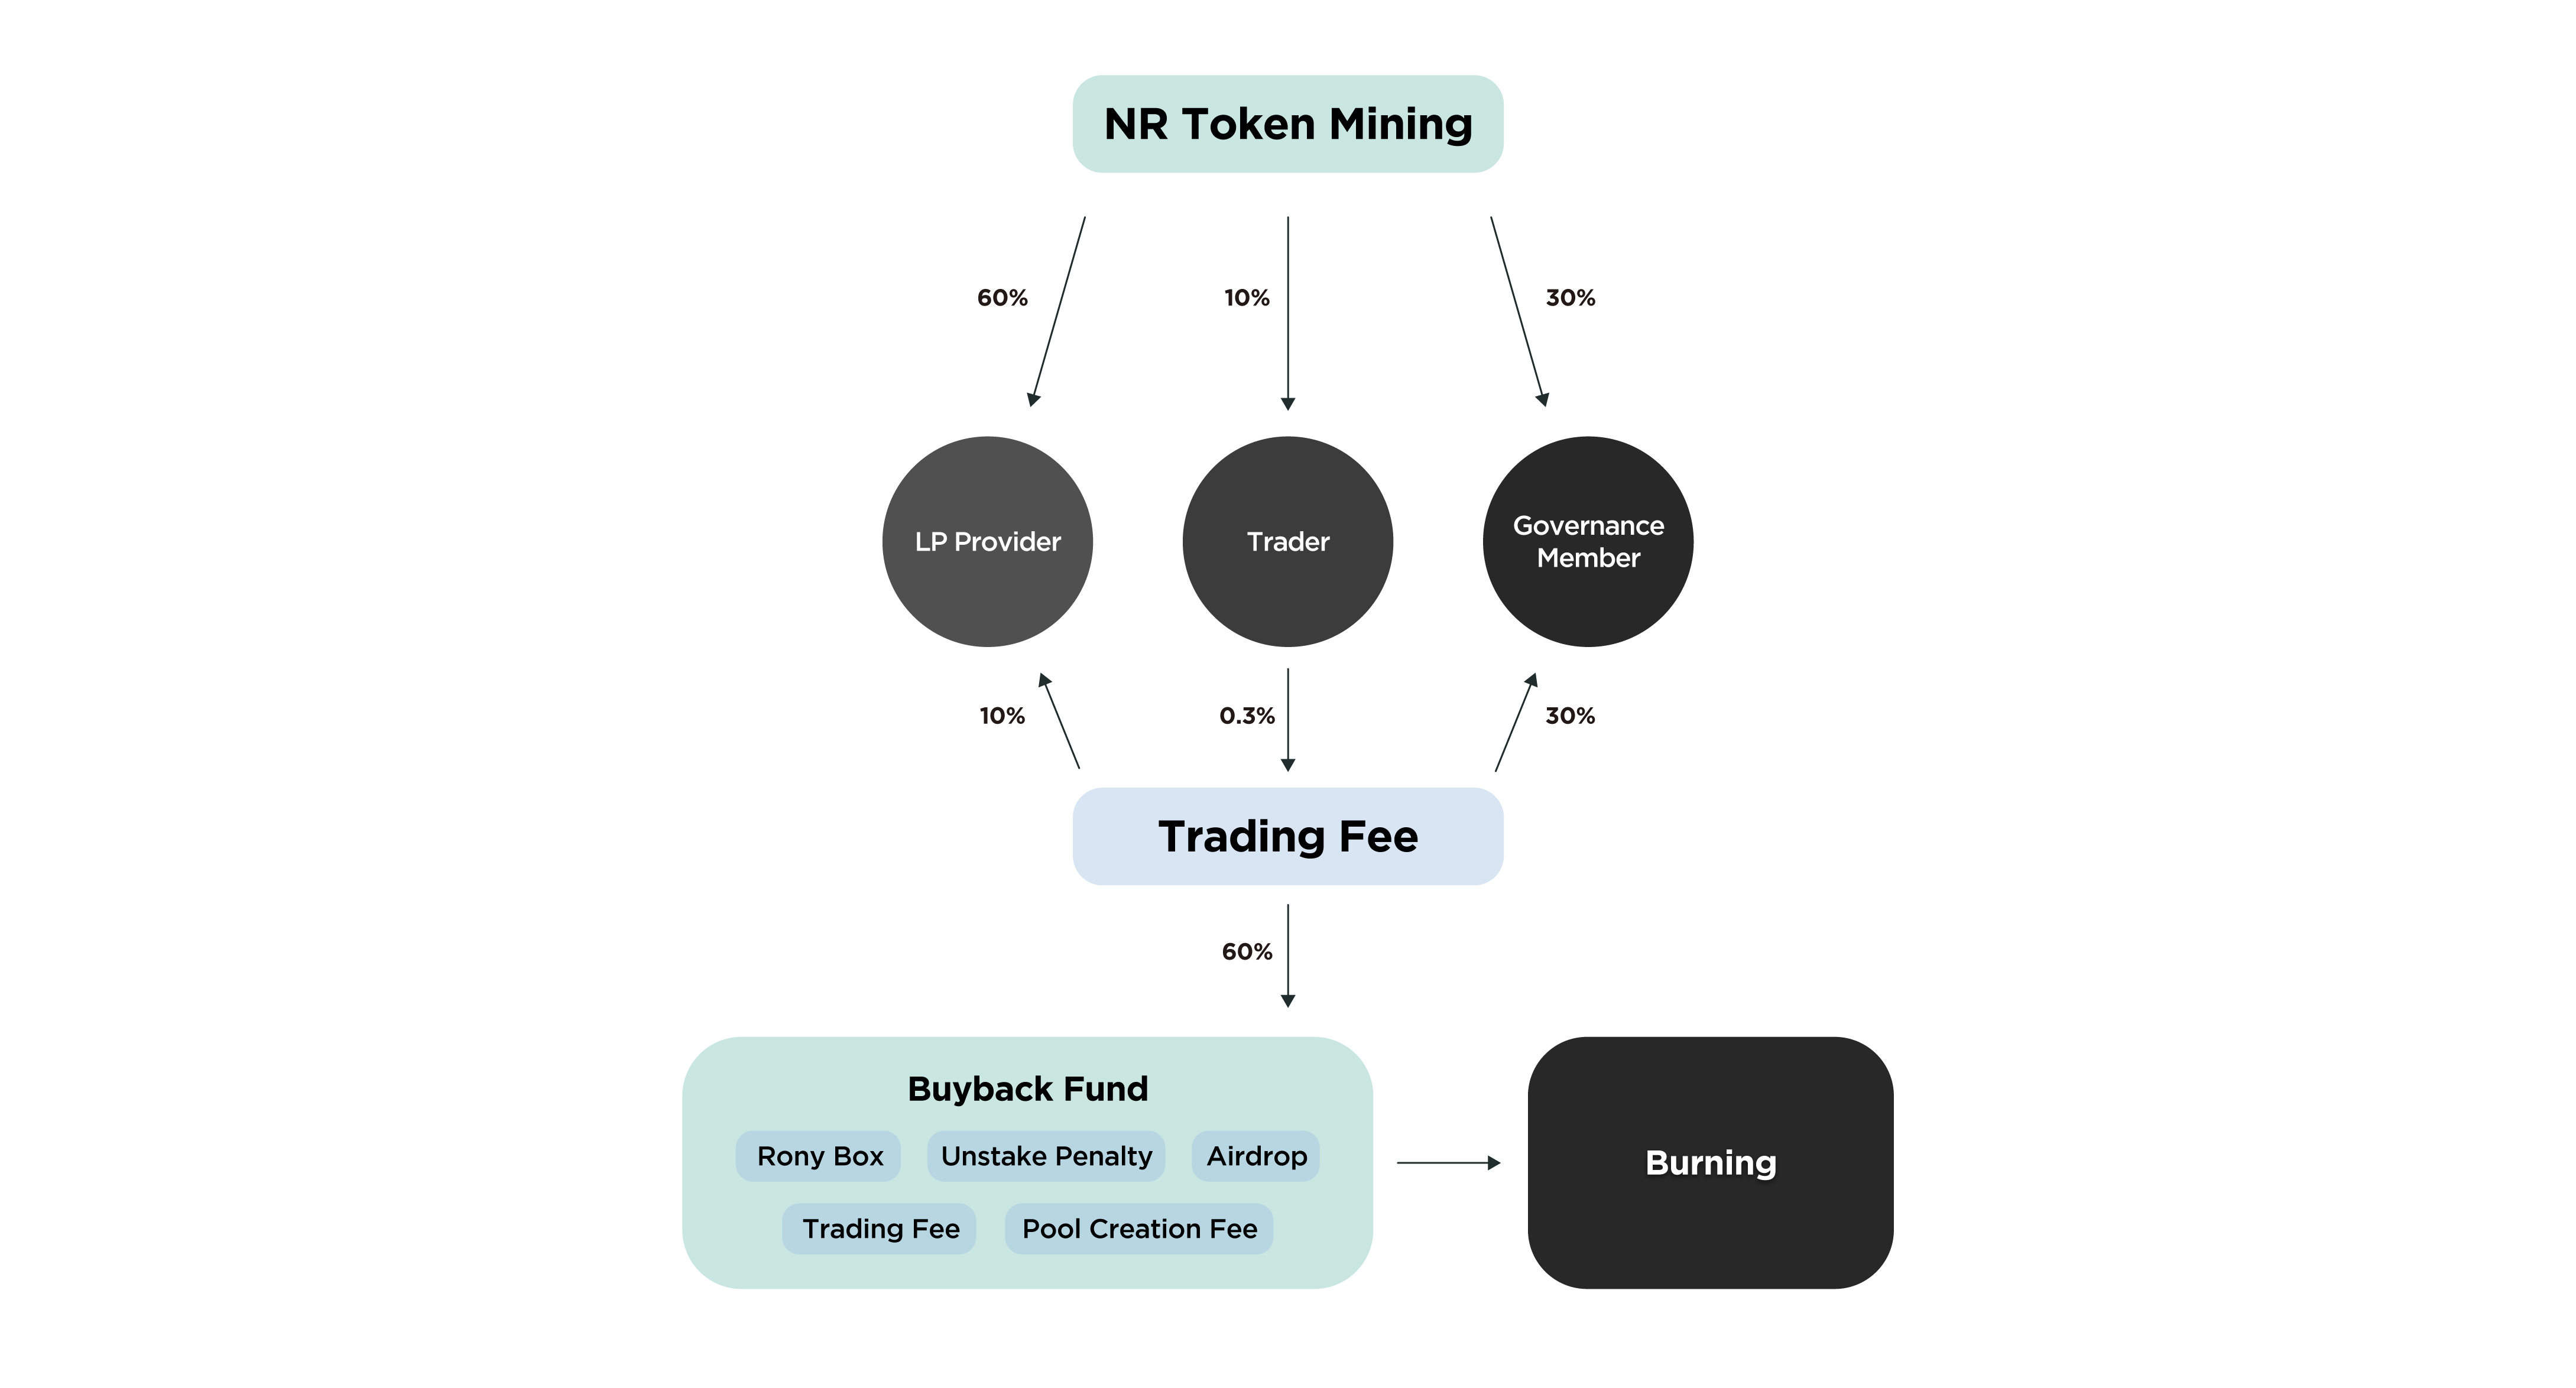 NR Token Mining
60%
10%
30%
LP Provider
Trader
Governance
Member
10%
0.3%
30%
Trading Fee
60%
Buyback Fund
Rony Box
Unstake Penalty
Airdrop
Trading Fee
Pool Creation Fee
Burning